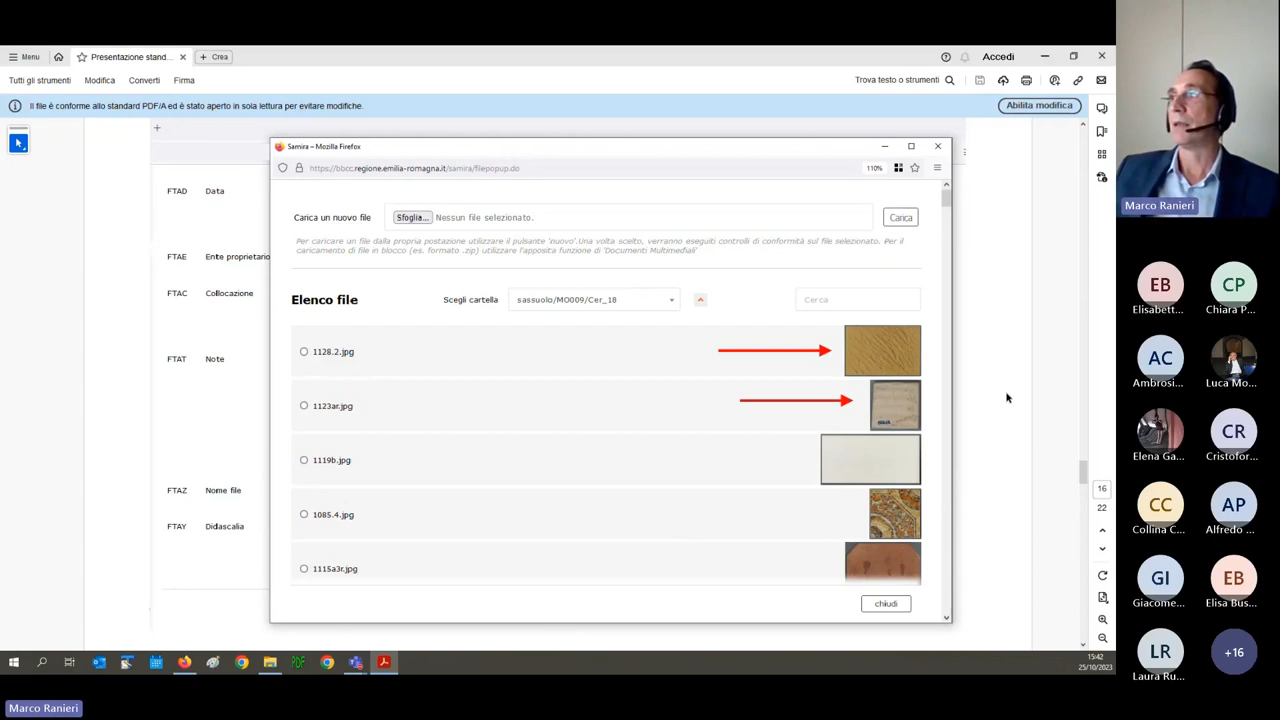 Menu
Presentazione stand...
Crea
Accedi
Tutti gli strumenti
Modifica
Converti
Firma
Trova testo o strumenti
Il file è conforme allo standard PDF/A ed è stato aperto in sola lettura per evitare modifiche.
Abilita modifica
Samira – Mozilla Firefox
https://bbcc.regione.emilia-romagna.it/samira/filepopup.do
110%
FTAD Data
FTAE Ente proprietario
FTAC Collocazione
FTAT Note
FTAZ Nome file
FTAY Didascalia
Carica un nuovo file
Sfoglia... Nessun file selezionato.
Carica
Per caricare un file dalla propria postazione utilizzare il pulsante 'nuovo'.Una volta scelto, verranno eseguiti controlli di conformità sul file selezionato. Per il
caricamento di file in blocco (es. formato .zip) utilizzare l'apposita funzione di 'Documenti Multimediali'
Elenco file
Scegli cartella
sassuolo/MO009/Cer_18
Cerca
1128.2.jpg
1123ar.jpg
1119b.jpg
1085.4.jpg
1115a3r.jpg
chiudi
16
22
PDF
15:42
25/10/2023
Marco Ranieri
EB
Elisabett...
CP
Chiara P...
AC
Ambrosi...
Luca Mo...
Elena Ga...
CR
Cristofor...
CC
Collina C...
AP
Alfredo ...
GI
Giacome...
EB
Elisa Bus...
LR
Laura Ru...
+16
Marco Ranieri